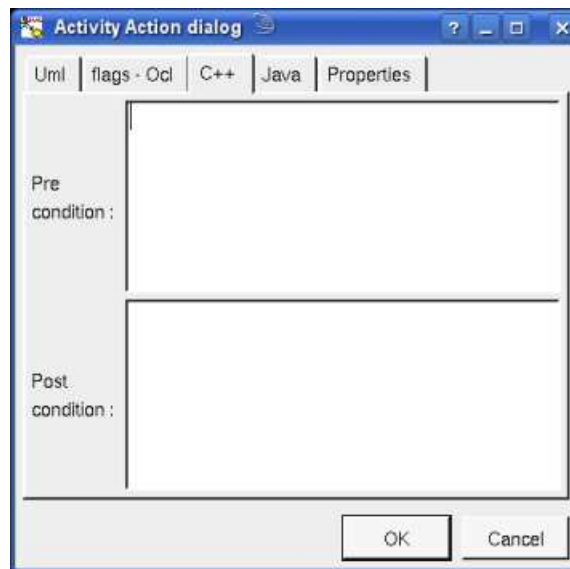 Activity Action dialog
Uml
flags - Ocl
C++
Java
Properties
Pre
condition :
Post
condition :
OK
Cancel